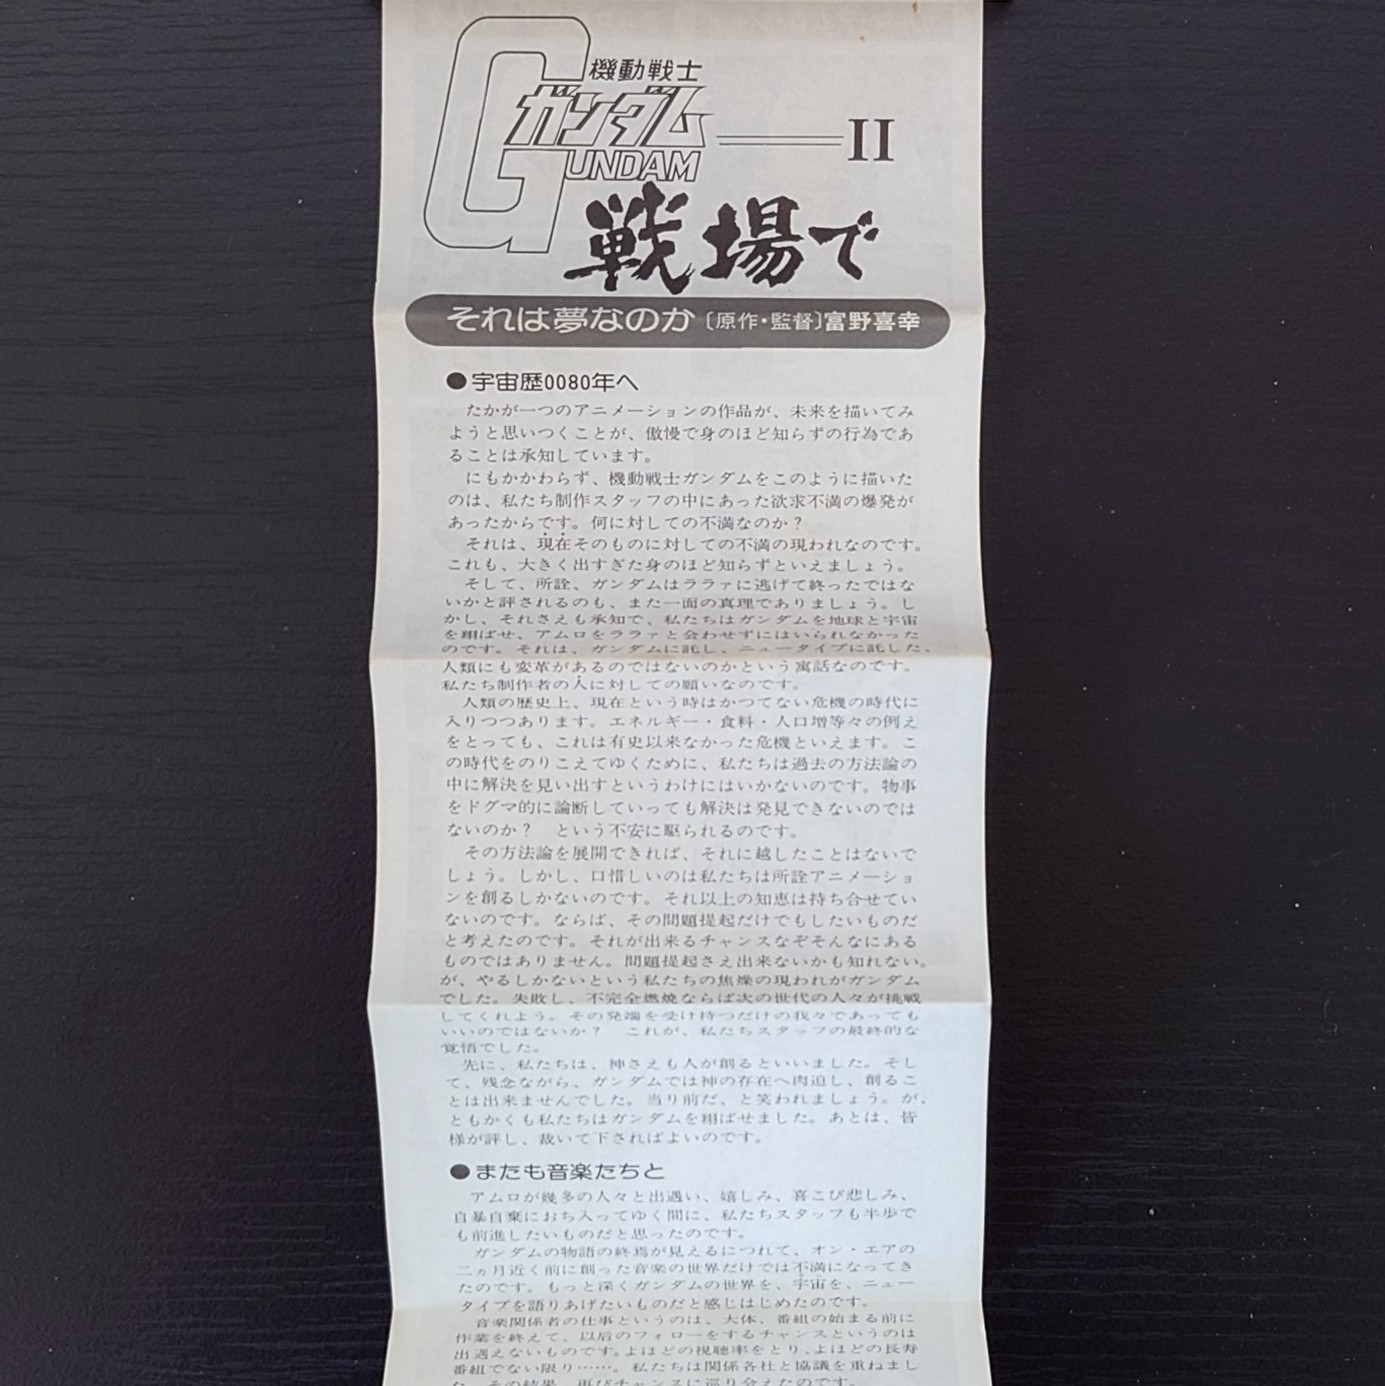 機動戦士
ガンダム
GUNDAM
II
戦場で
それは夢なのか〔原作・監督〕富野喜幸
●宇宙歴0080年へ
たかが一つのアニメーションの作品が、未来を描いてみ
ようと思いつくことが、傲慢で身のほど知らずの行為であ
ることは承知しています。
にもかかわらず、機動戦士ガンダムをこのように描いた
のは、私たち制作スタッフの中にあった欲求不満の爆発が
あったからです。何に対しての不満なのか？
それは、現在そのものに対しての不満の現われなのです。
これも、大きく出すぎた身のほど知らずといえましょう。
そして、所詮、ガンダムはララァに逃げて終ったではな
いかと評されるのも、また一面の真理でありましょう。し
かし、それさえも承知で、私たちはガンダムを地球と宇宙
を翔ばせ、アムロをララァと会わせずにはいられなかった
のです。それは、ガンダムに託し、ニュータイプに託した、
人類にも変革があるのではないのかという寓話なのです。
私たち制作者の人に対しての願いなのです。
人類の歴史上、現在という時はかつてない危機の時代に
入りつつあります。エネルギー・食料・人口増等々の例え
をとっても、これは有史以来なかった危機といえます。こ
の時代をのりこえてゆくために、私たちは過去の方法論の
中に解決を見い出すというわけにはいかないのです。物事
をドグマ的に論断していっても解決は発見できないのでは
ないのか？　という不安に駆られるのです。
その方法論を展開できれば、それに越したことはないで
しょう。しかし、口惜しいのは私たちは所詮アニメーショ
ンを創るしかないのです。それ以上の知恵は持ち合せてい
ないのです。ならば、その問題提起だけでもしたいものだ
と考えたのです。それが出来るチャンスなぞそんなにある
ものではありません。問題提起さえ出来ないかも知れない。
が、やるしかないという私たちの焦燥の現われがガンダム
でした。失敗し、不完全燃焼ならば次の世代の人々が挑戦
してくれよう。その発端を受け持つだけの我々であっても
いいのではないか？　これが、私たちスタッフの最終的な
覚悟でした。
先に、私たちは、神さえも人が創るといいました。そし
て、残念ながら、ガンダムでは神の存在へ肉迫し、創るこ
とは出来ませんでした。当り前だ、と笑われましょう。が、
ともかくも私たちはガンダムを翔ばせました。あとは、皆
様が評し、裁いて下さればよいのです。
●またも音楽たちと
アムロが幾多の人々と出遇い、嬉しみ、喜こび悲しみ、
自暴自棄におち入ってゆく間に、私たちスタッフも半歩で
も前進したいものだと思ったのです。
ガンダムの物語の終焉が見えるにつれて、オン・エアの
二ヵ月近く前に創った音楽の世界だけでは不満になってき
たのです。もっと深くガンダムの世界を、宇宙を、ニュー
タイプを語りあげたいものだと感じはじめたのです。
音楽関係者の仕事というのは、大体、番組の始まる前に
作業を終えて、以后のフォローをするチャンスというのは
出遇えないものです。よほどの視聴率をとり、よほどの長寿
番組でない限り……。私たちは関係各社と協議を重ねまし
た。その結果、再びチャンスに巡り会えたのです。